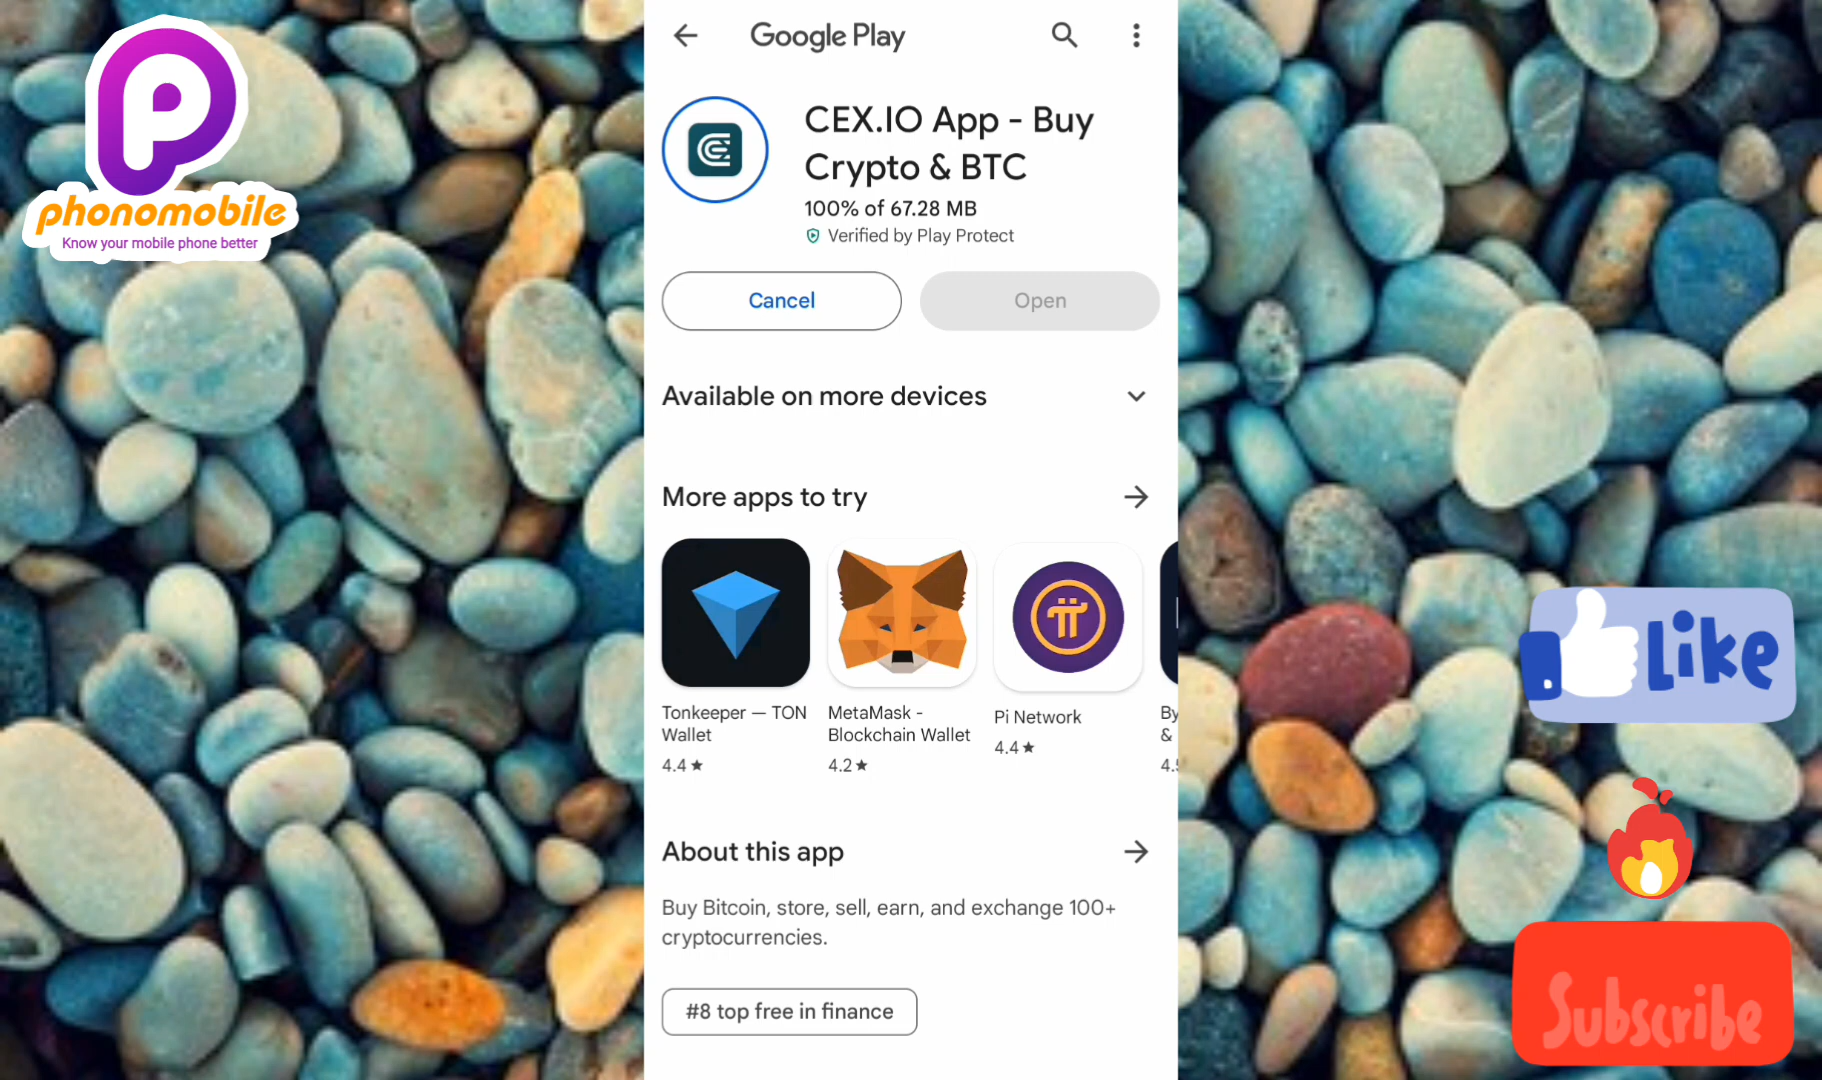 phonomobile
Know your mobile phone better
Google Play
CEX.IO App - Buy
Crypto & BTC
100% of 67.28 MB
Verified by Play Protect
Cancel
Open
Available on more devices
More apps to try
Tonkeeper — TON
Wallet
4.4★
MetaMask -
Blockchain Wallet
4.2★
Pi Network
4.4★
By
&
About this app
Buy Bitcoin, store, sell, earn, and exchange 100+
cryptocurrencies.
#8 top free in finance
Like
Subscribe